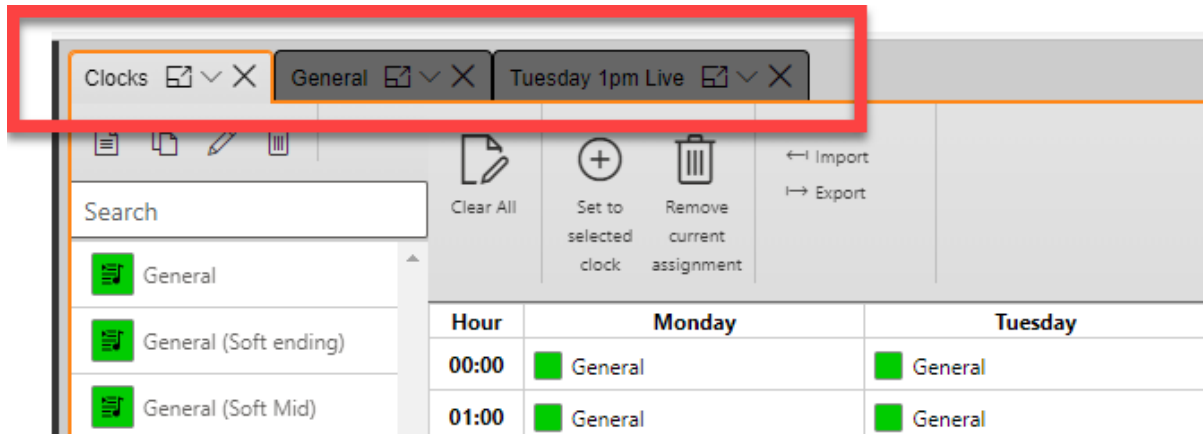 Clocks General Tuesday 1pm Live
Import
Export
Clear All
Set to
selected
clock
Remove
current
assignment
Search
General
General (Soft ending)
General (Soft Mid)
Hour Monday Tuesday
00:00 General General
01:00 General General